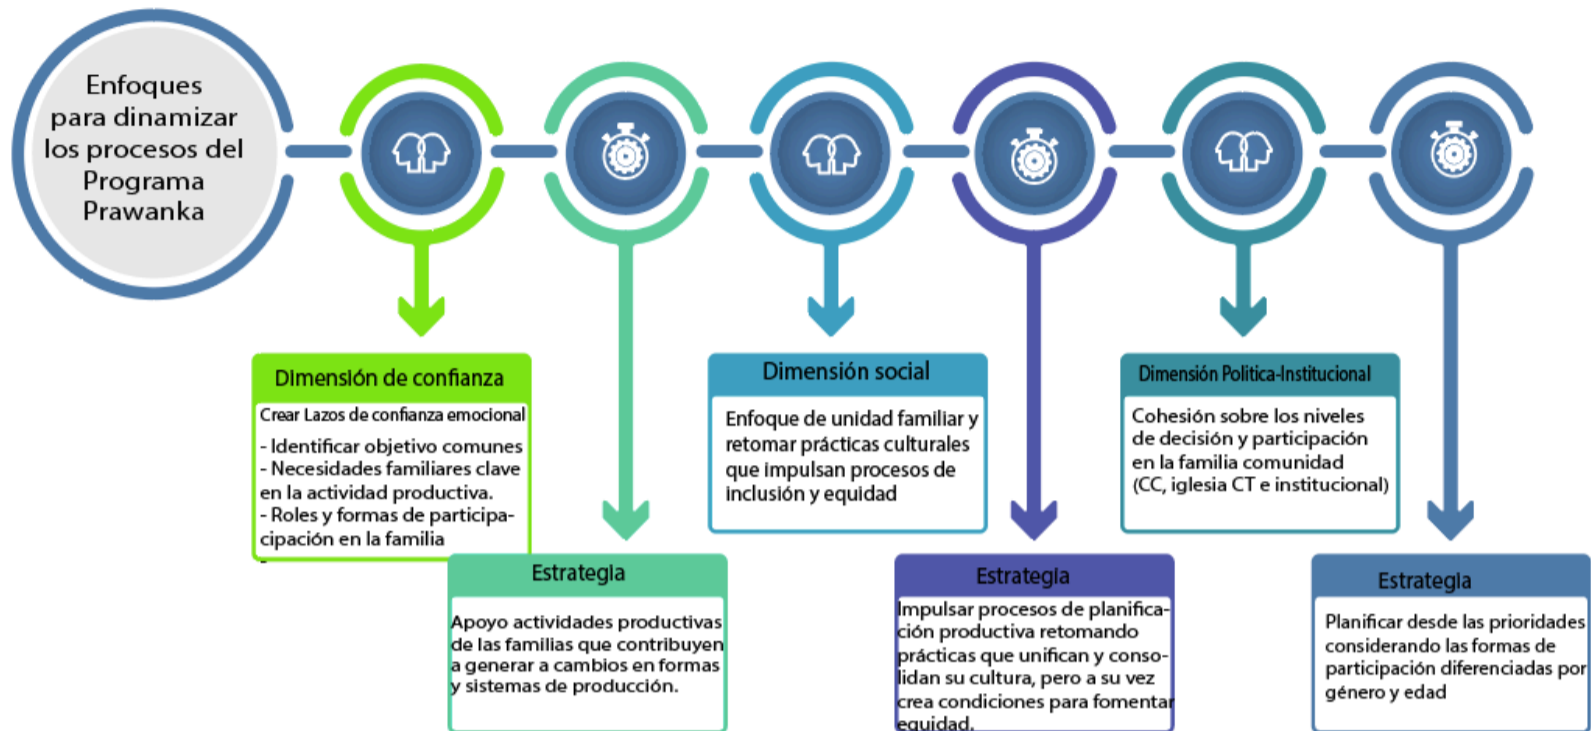 Enfoques
para dinamizar
los procesos del
Programa
Prawanka
Dimensión de confianza
Crear Lazos de confianza emocional
- Identificar objetivo comunes
- Necesidades familiares clave
en la actividad productiva.
- Roles y formas de participa-
cipación en la familia
-
Estrategia
Apoyo actividades productivas
de las familias que contribuyen
a generar a cambios en formas
y sistemas de producción.
Dimensión social
Enfoque de unidad familiar y
retomar prácticas culturales
que impulsan procesos de
inclusión y equidad
Estrategia
Impulsar procesos de planifica-
ción productiva retomando
prácticas que unifican y conso-
lidan su cultura, pero a su vez
crea condiciones para fomentar
equidad.
Dimensión Politica-Institucional
Cohesión sobre los niveles
de decisión y participación
en la familia comunidad
(CC, iglesia CT e institucional)
Estrategia
Planificar desde las prioridades
considerando las formas de
participación diferenciadas por
género y edad